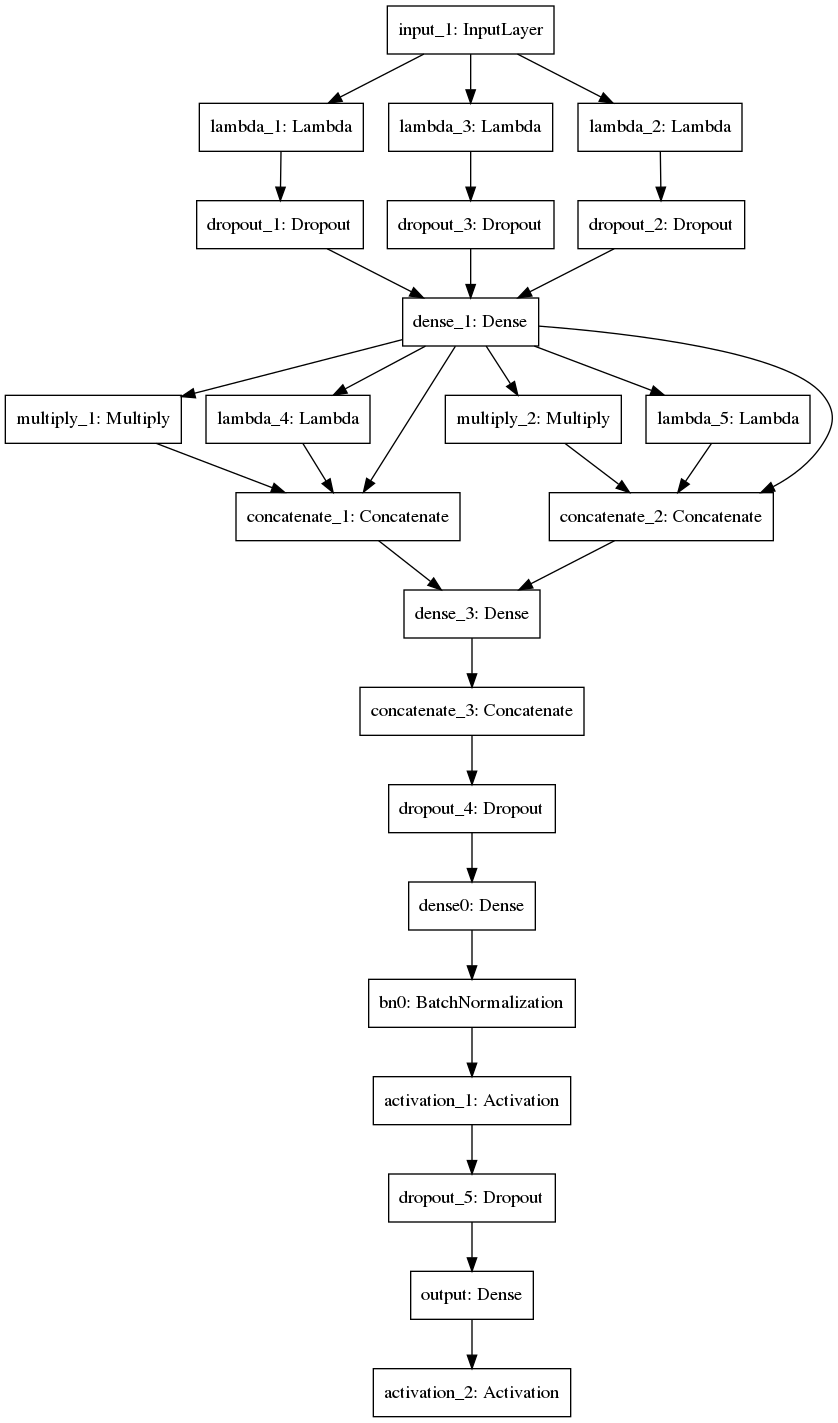 input_1: InputLayer
lambda_1: Lambda
lambda_3: Lambda
lambda_2: Lambda
dropout_1: Dropout
dropout_3: Dropout
dropout_2: Dropout
dense_1: Dense
multiply_1: Multiply
lambda_4: Lambda
multiply_2: Multiply
lambda_5: Lambda
concatenate_1: Concatenate
concatenate_2: Concatenate
dense_3: Dense
concatenate_3: Concatenate
dropout_4: Dropout
dense0: Dense
bn0: BatchNormalization
activation_1: Activation
dropout_5: Dropout
output: Dense
activation_2: Activation